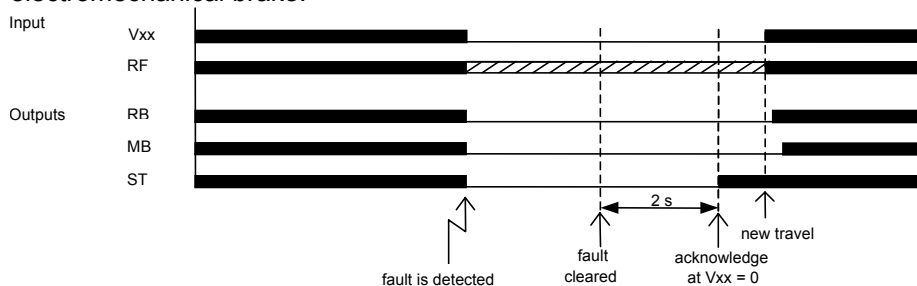 electromechanical brake.
Input
Vxx
RF
Outputs
RB
MB
ST
2 s
new travel
fault is detected
fault
cleared
acknowledge
at Vxx = 0